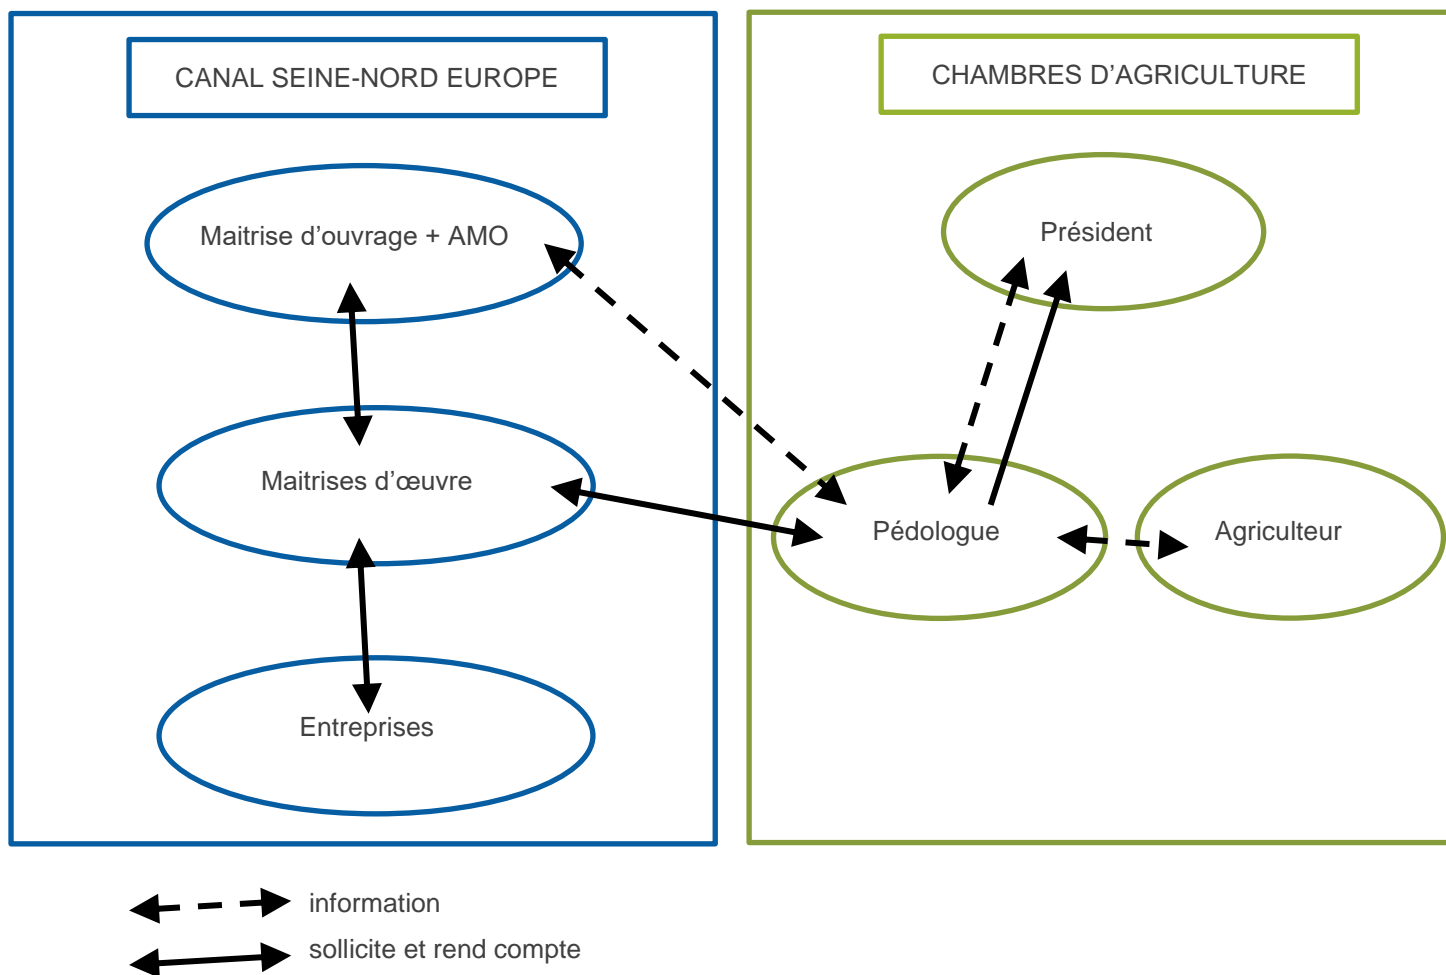 CANAL SEINE-NORD EUROPE
Maitrise d'ouvrage + AMO
Maitrises d'œuvre
Entreprises
CHAMBRES D'AGRICULTURE
Président
Pédologue
Agriculteur
information
sollicite et rend compte